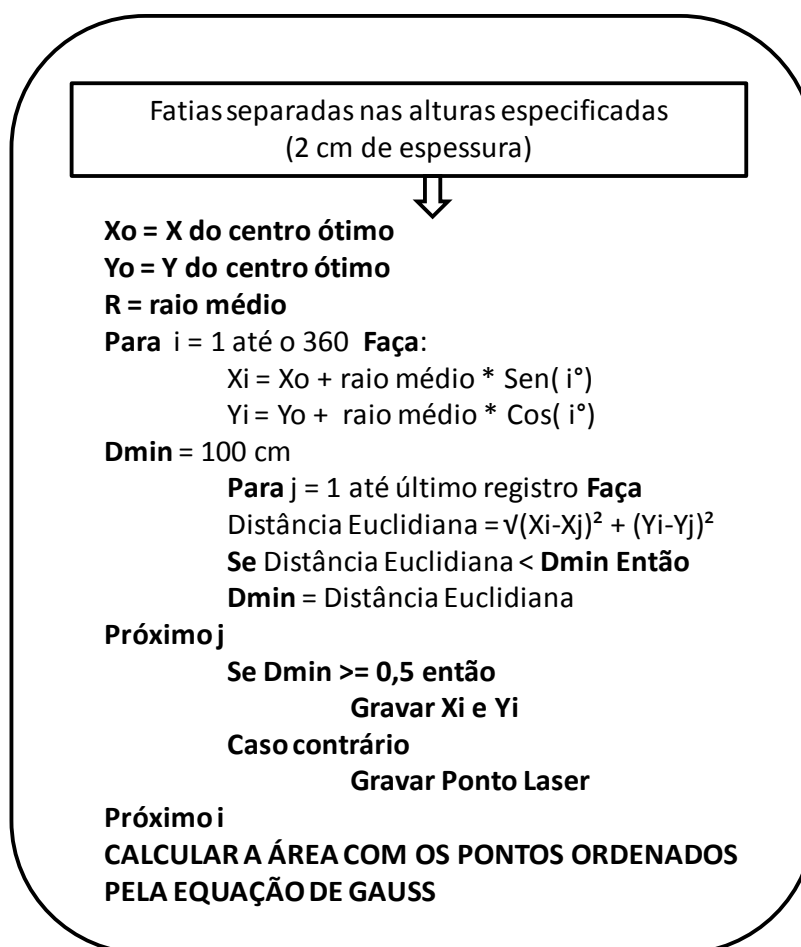 Fatias separadas nas alturas especificadas
(2 cm de espessura)
Xo = X do centro ótimo
Yo = Y do centro ótimo
R = raio médio
Para i = 1 até o 360 Faça:
Xi = Xo + raio médio * Sen( i°)
Yi = Yo + raio médio * Cos( i°)
Dmin = 100 cm
Para j = 1 até último registro Faça
Distância Euclidiana = √(Xi-Xj)² + (Yi-Yj)²
Se Distância Euclidiana < Dmin Então
Dmin = Distância Euclidiana
Próximo j
Se Dmin >= 0,5 então
Gravar Xi e Yi
Caso contrário
Gravar Ponto Laser
Próximo i
CALCULAR A ÁREA COM OS PONTOS ORDENADOS
PELA EQUAÇÃO DE GAUSS